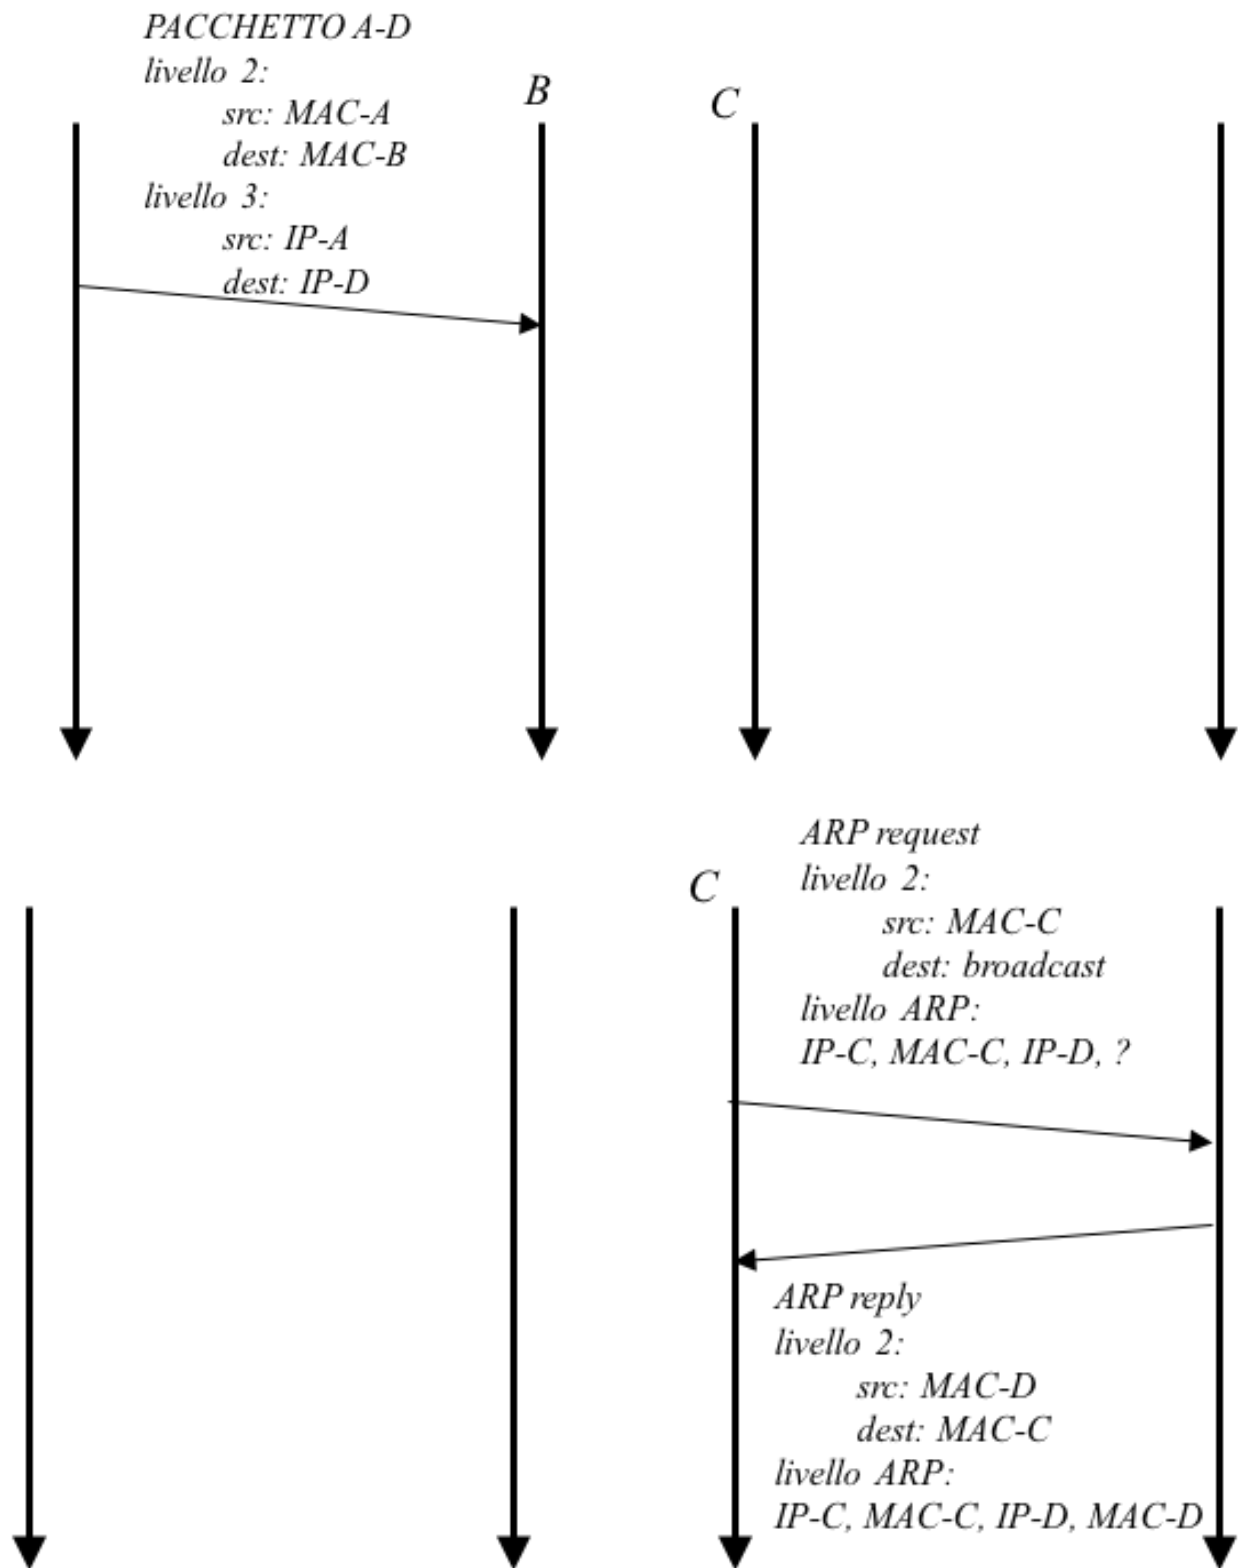 PACCHETTO A-D
livello 2:
src: MAC-A
dest: MAC-B
livello 3:
src: IP-A
dest: IP-D
B
C
ARP request
livello 2:
src: MAC-C
dest: broadcast
livello ARP:
IP-C, MAC-C, IP-D, ?
C
ARP reply
livello 2:
src: MAC-D
dest: MAC-C
livello ARP:
IP-C, MAC-C, IP-D, MAC-D